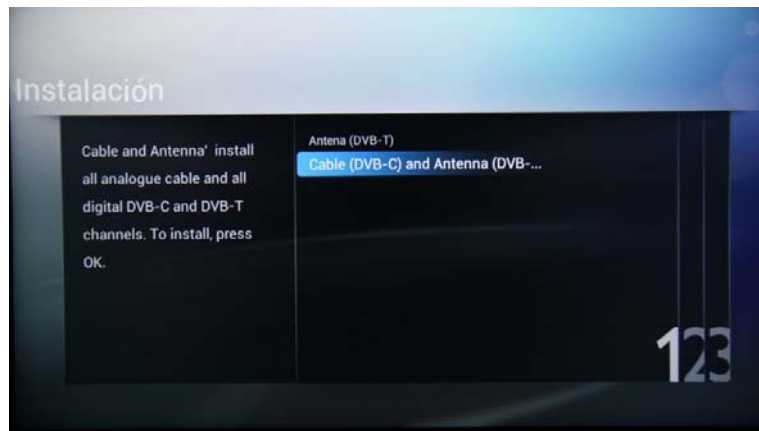 Instalación
Cable and Antenna' install
all analogue cable and all
digital DVB-C and DVB-T
channels. To install, press
OK.
Antena (DVB-T)
Cable (DVB-C) and Antenna (DVB-...
123